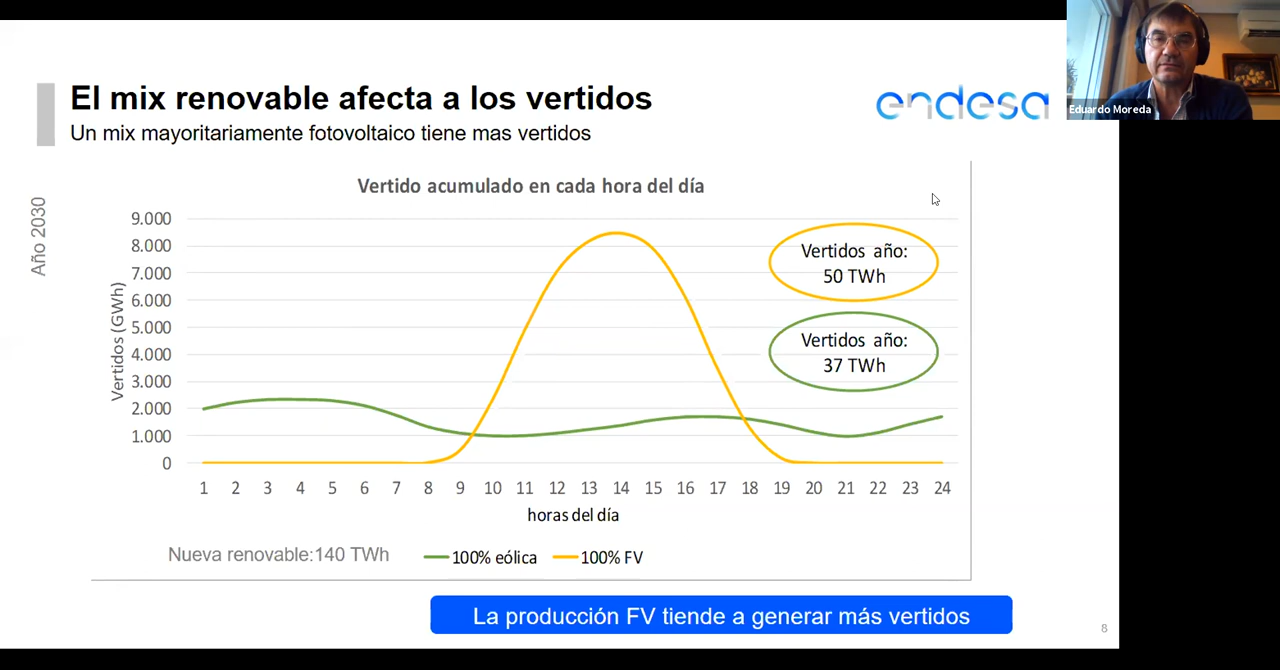 El mix renovable afecta a los vertidos
Un mix mayoritariamente fotovoltaico tiene mas vertidos
endesa
Eduardo Moreda
Año 2030
Vertido acumulado en cada hora del día
Vertidos (GWh)
9.000
8.000
7.000
6.000
5.000
4.000
3.000
2.000
1.000
0
Vertidos año:
50 TWh
Vertidos año:
37 TWh
1 2 3 4 5 6 7 8 9 10 11 12 13 14 15 16 17 18 19 20 21 22 23 24
horas del día
Nueva renovable:140 TWh
100% eólica 100% FV
La producción FV tiende a generar más vertidos
8